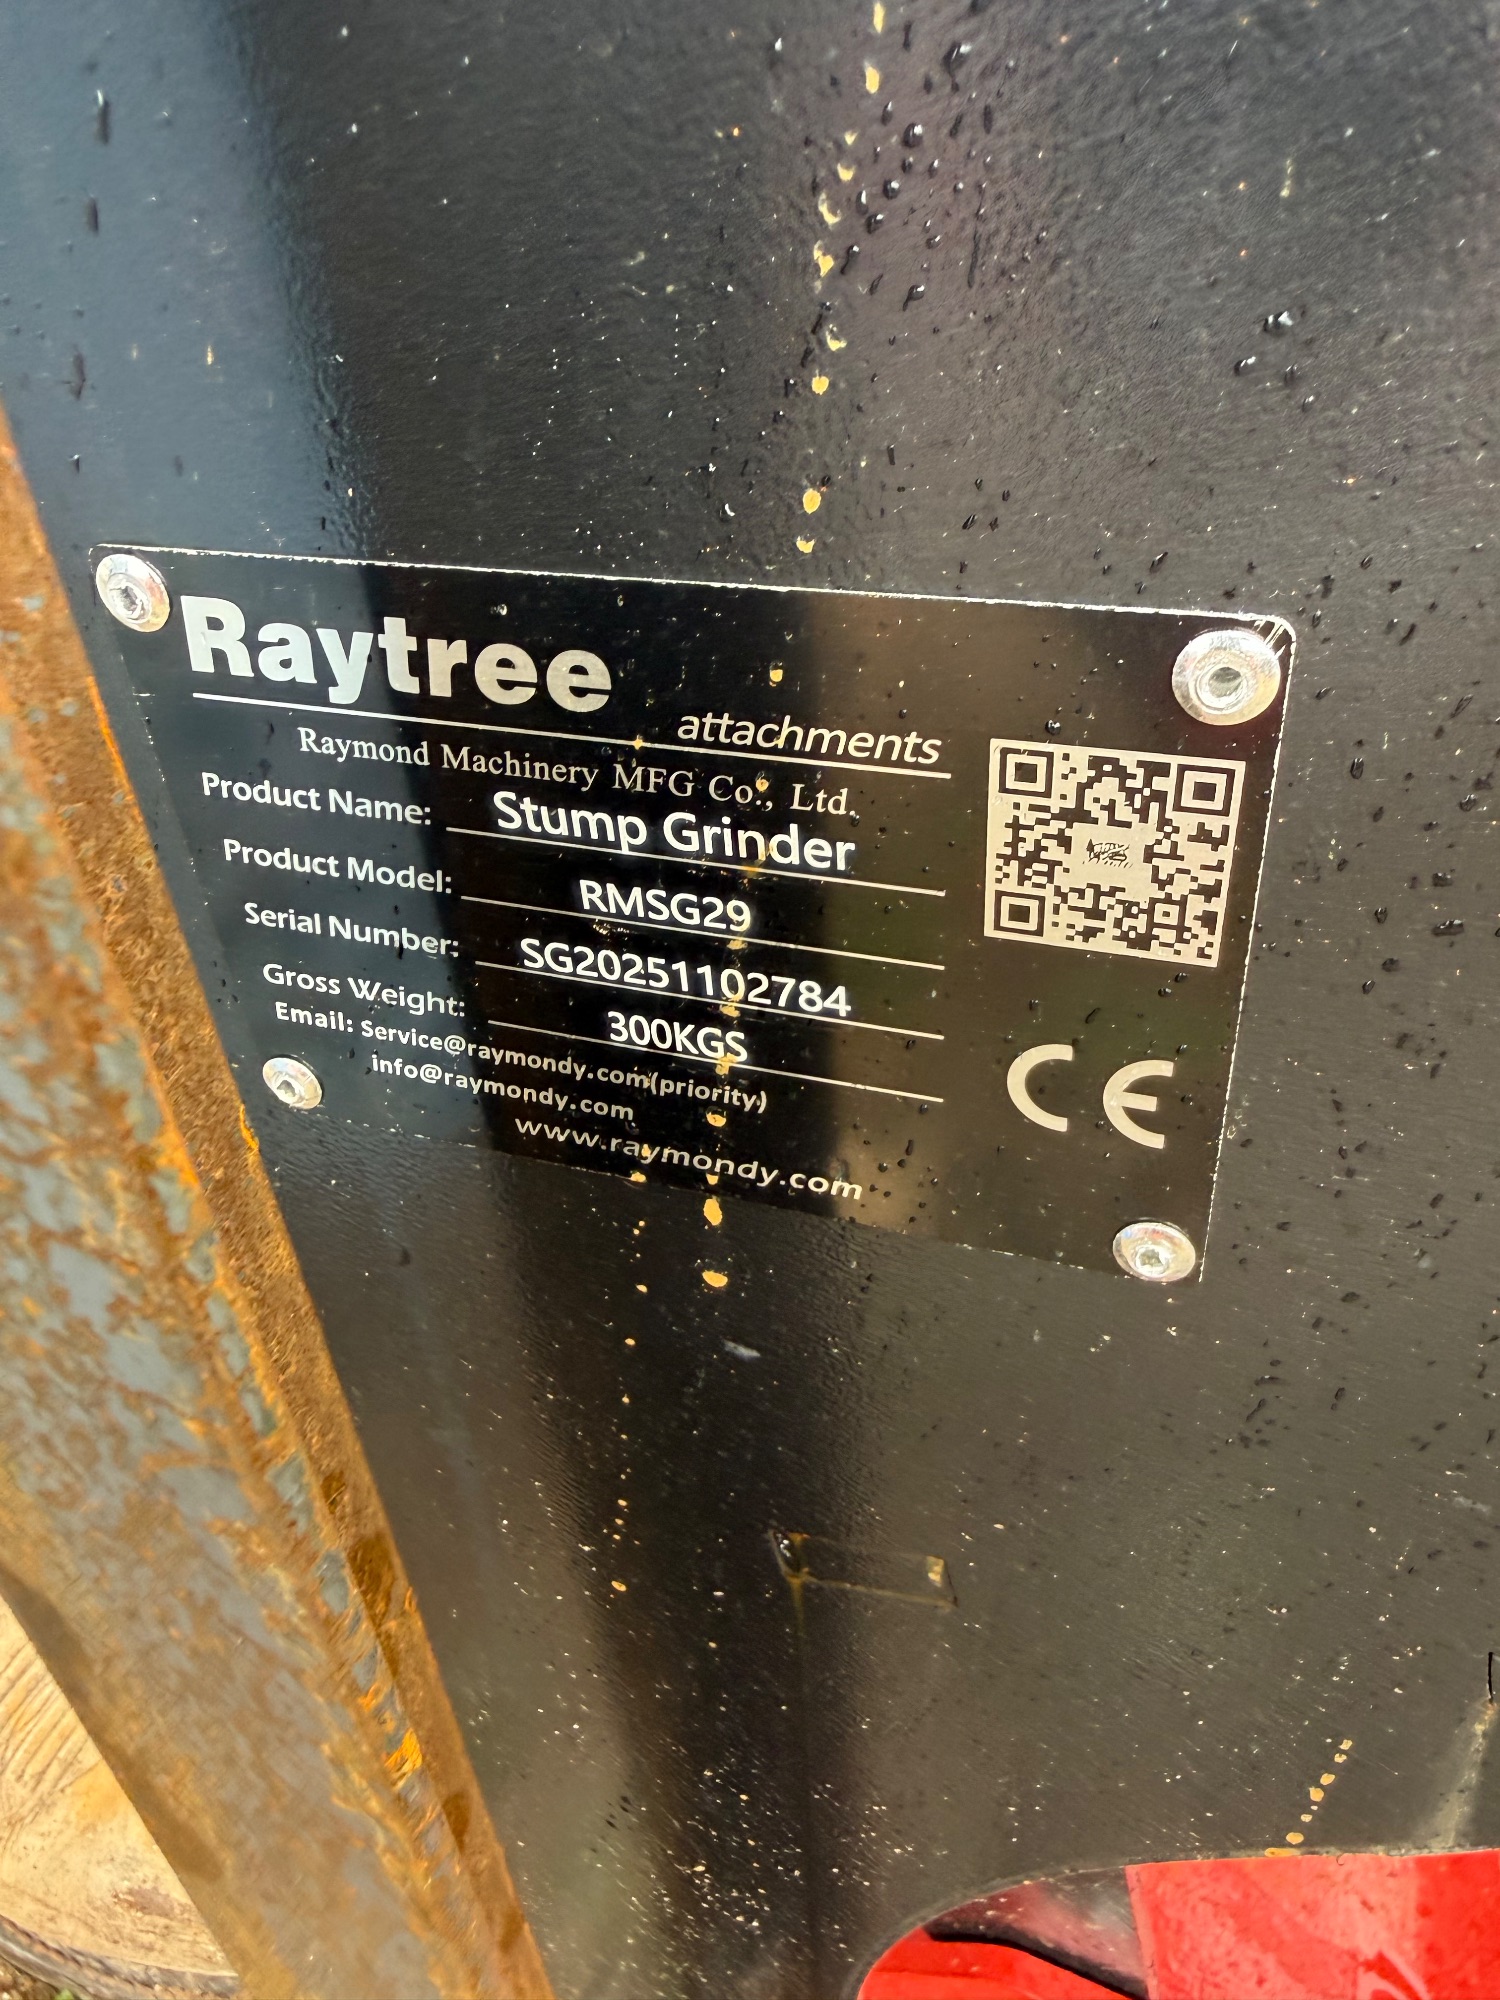 Raytree
attachments
Raymond Machinery MFG Co., Ltd.
Product Name: Stump Grinder
Product Model: RMSG29
Serial Number: SG20251102784
Gross Weight: 300KGS
Email: Service@raymondy.com(priority)
info@raymondy.com
www.raymondy.com
CE